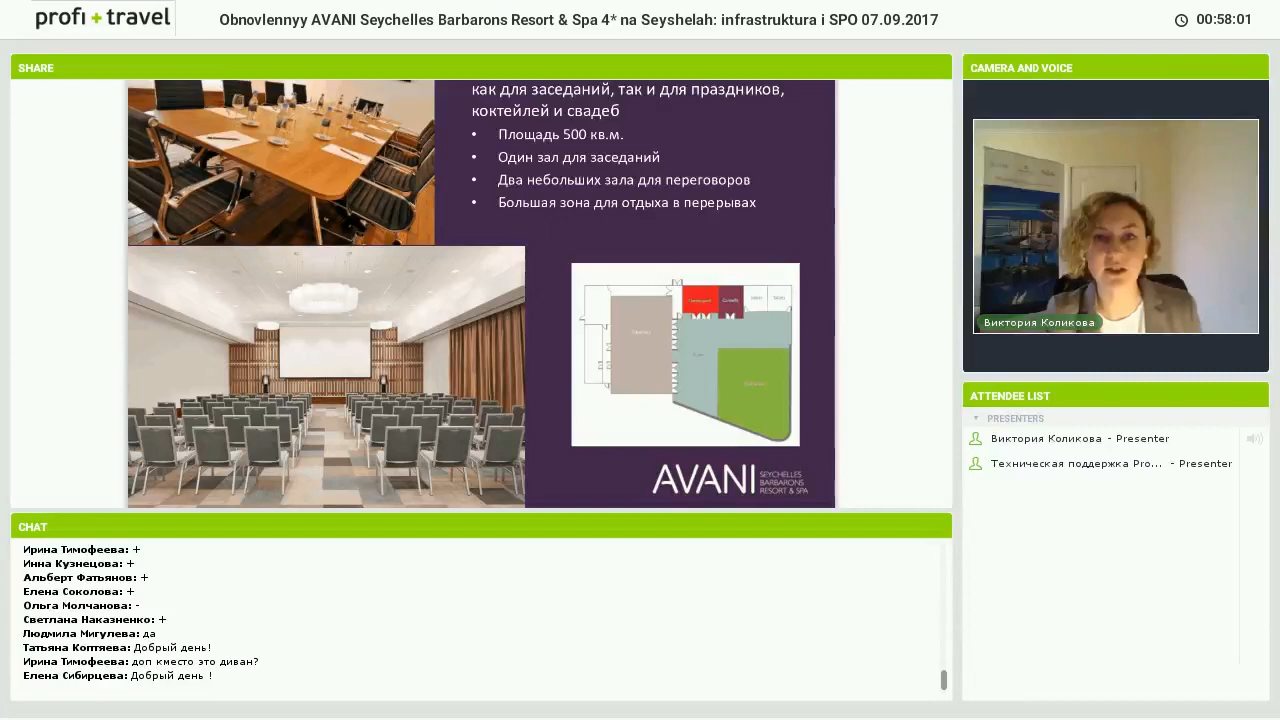 profi + travel
Obnovlennyy AVANI Seychelles Barbarons Resort & Spa 4* na Seyshelah: infrastruktura i SPO 07.09.2017
00:58:01
SHARE
как для заседаний, так и для праздников,
коктейлей и свадеб
• Площадь 500 кв.м.
• Один зал для заседаний
• Два небольших зала для переговоров
• Большая зона для отдыха в перерывах
AVANI SEYCHELLES
BARBARONS
RESORT & SPA
CAMERA AND VOICE
Виктория Коликова
ATTENDEE LIST
PRESENTERS
Виктория Коликова - Presenter
Техническая поддержка Pro... - Presenter
CHAT
Ирина Тимофеева: +
Инна Кузнецова: +
Альберт Фатьянов: +
Елена Соколова: +
Ольга Молчанова: -
Светлана Наказненко: +
Людмила Мигулева: да
Татьяна Коптяева: Добрый день!
Ирина Тимофеева: доп кместо это диван?
Елена Сибирцева: Добрый день !